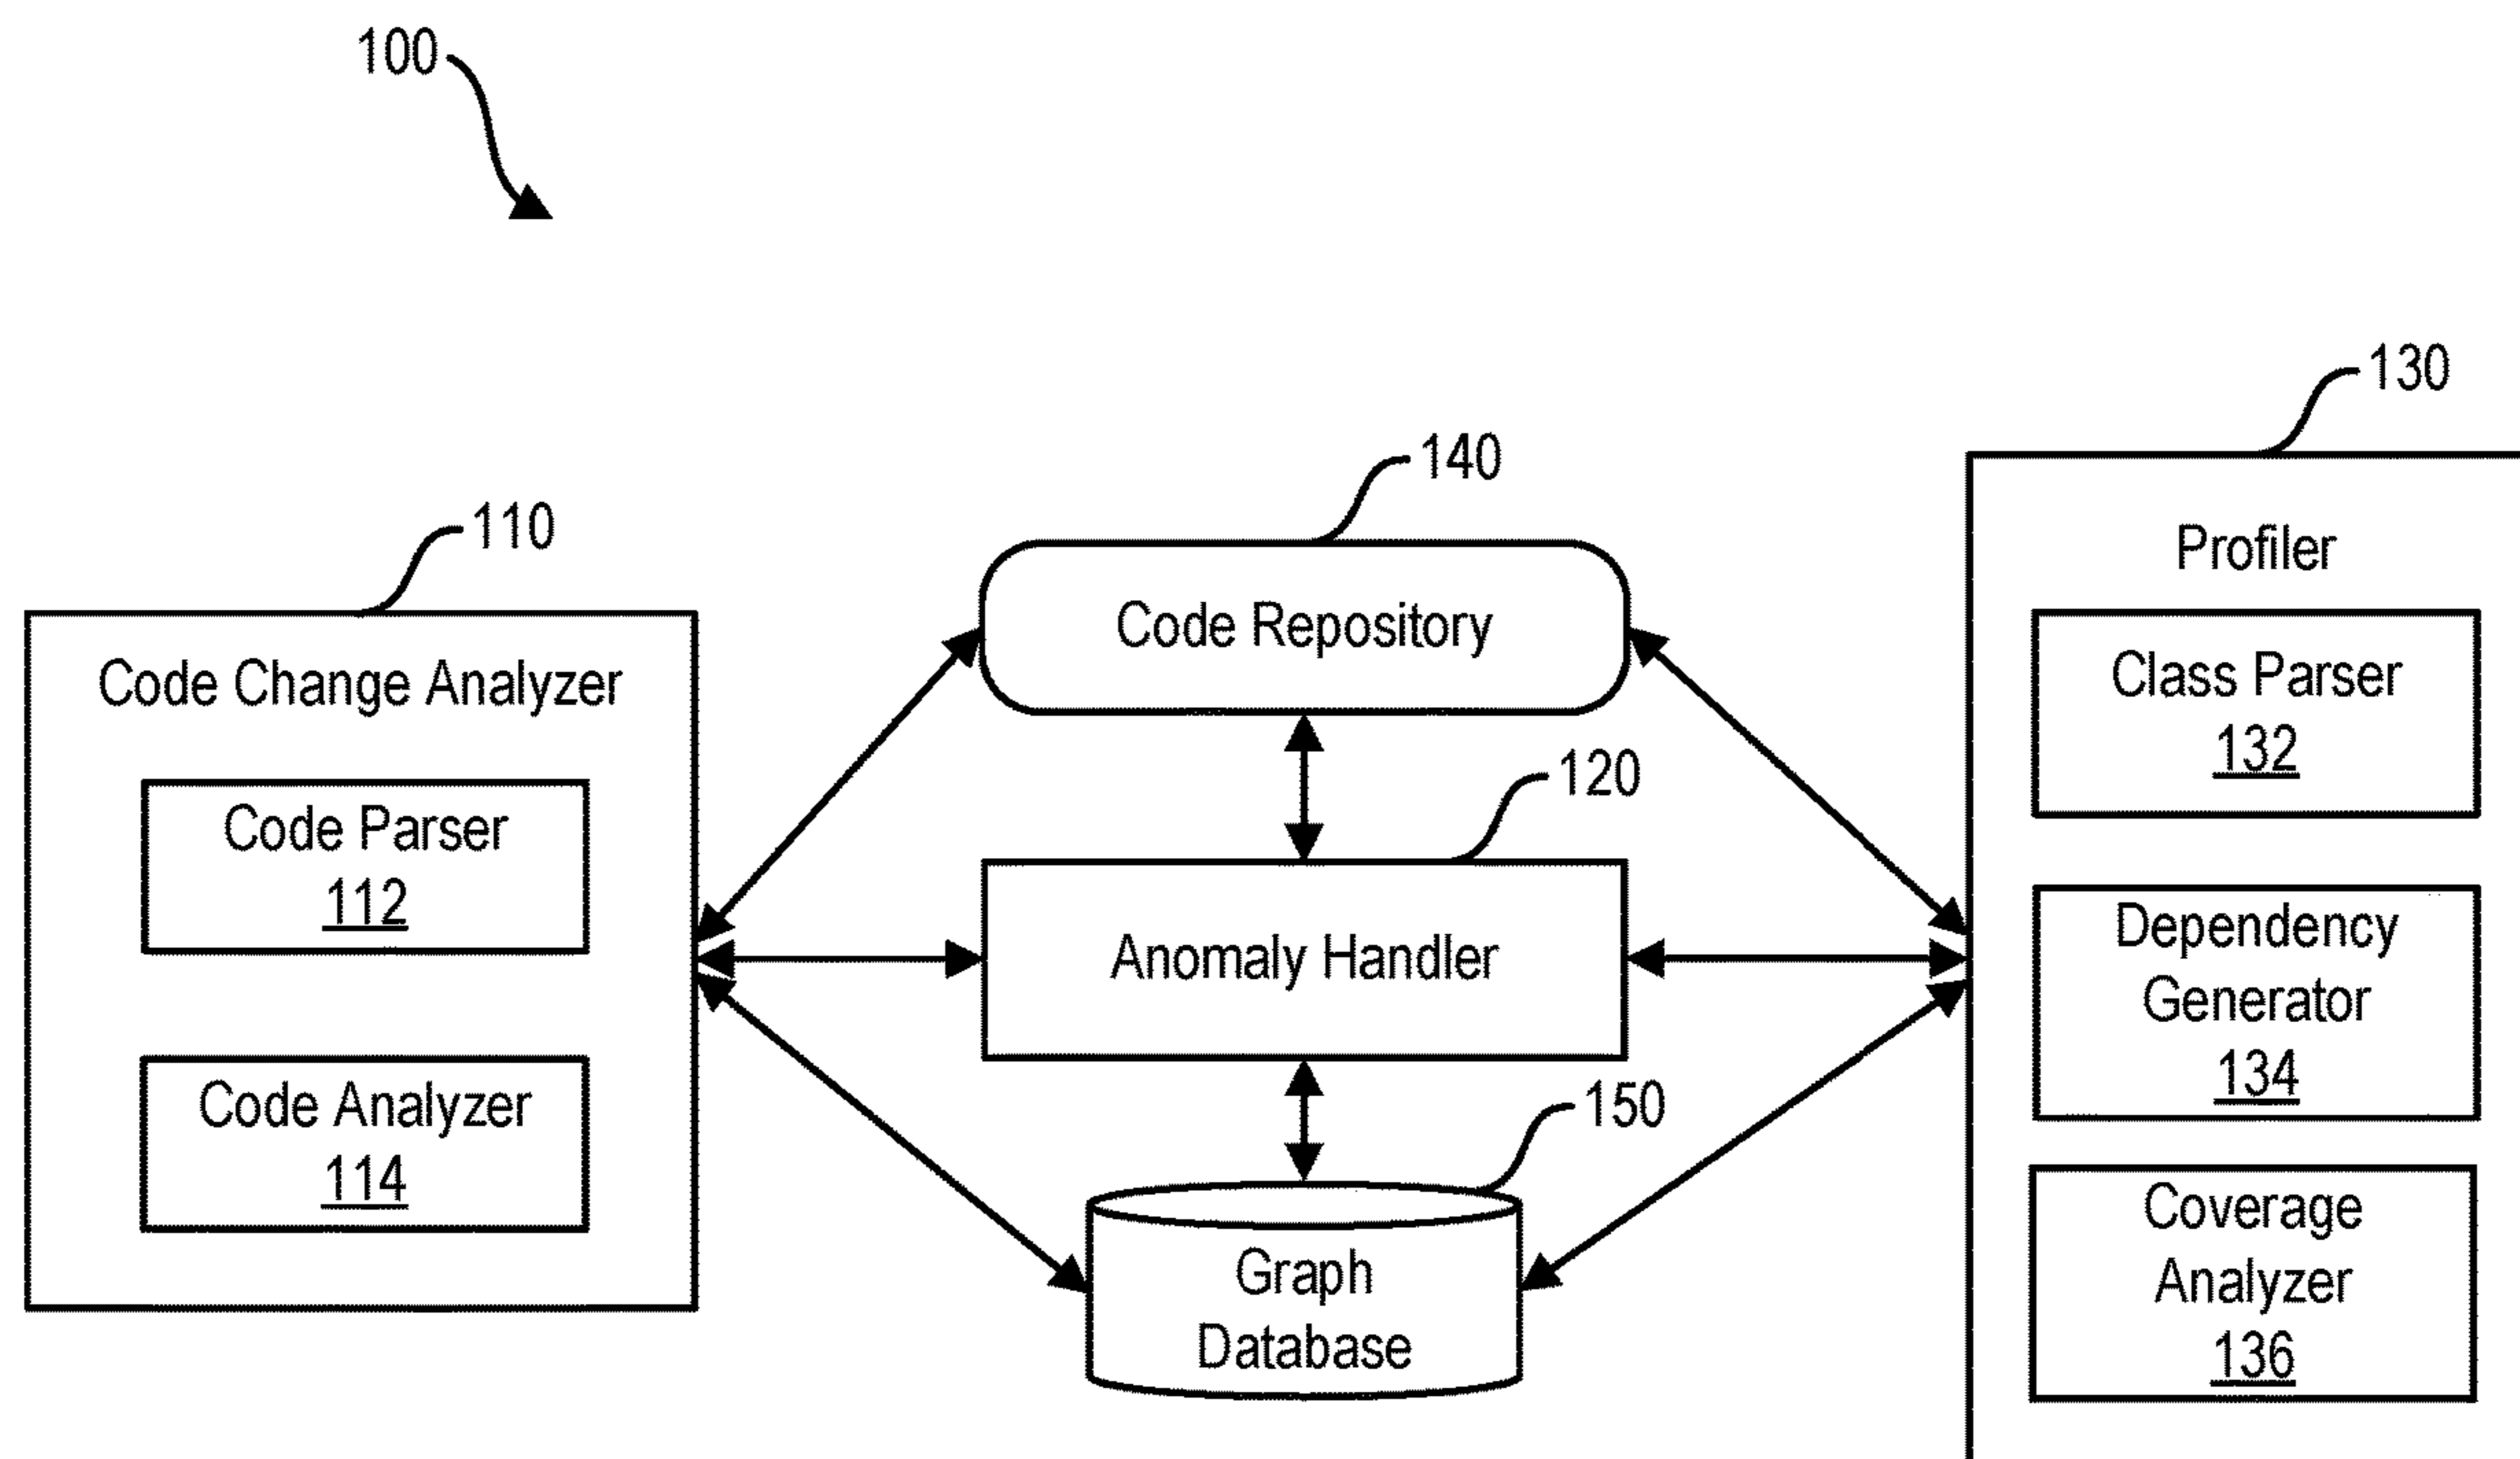 100
130
140
110
Profiler
Code Repository
Code Change Analyzer
Class Parser
132
120
Code Parser
112
Anomaly Handler
Dependency
Generator
134
Code Analyzer
114
150
Coverage
Analyzer
136
Graph
Database